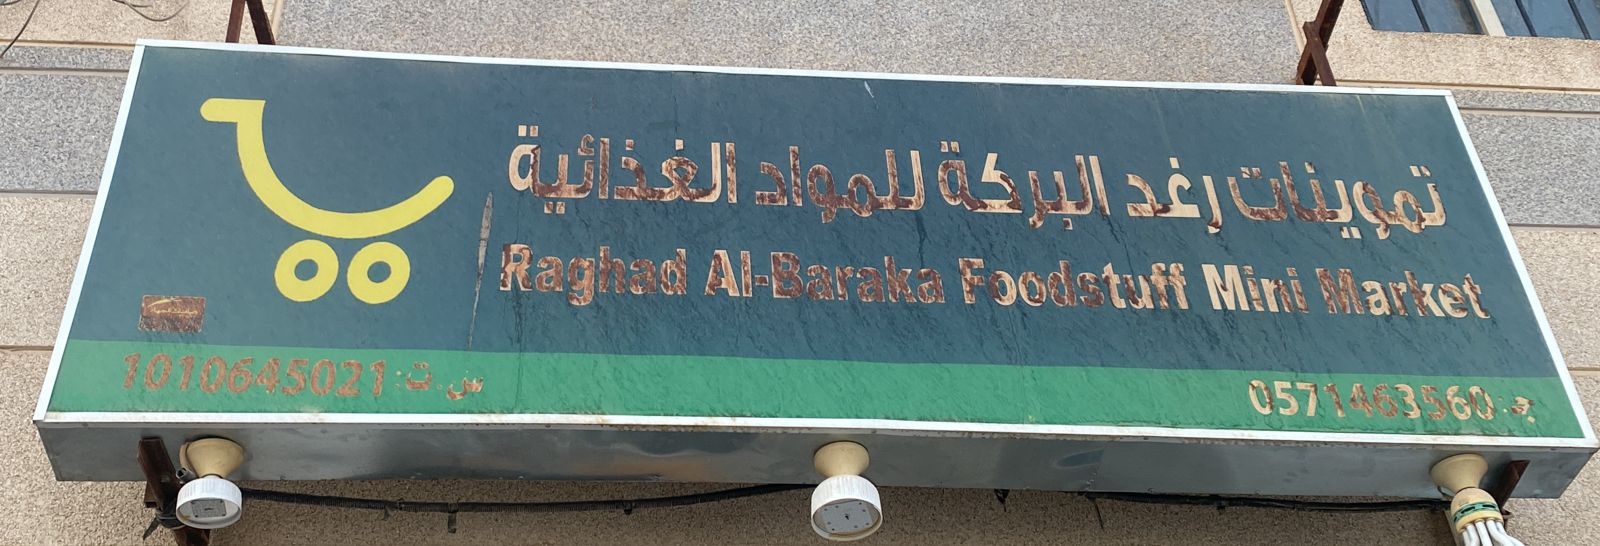 تموينات رغد البركة للمواد الغذائية
Raghad Al-Baraka Foodstuff Mini Market
س.ت: 1010645021
ج: 0571463560